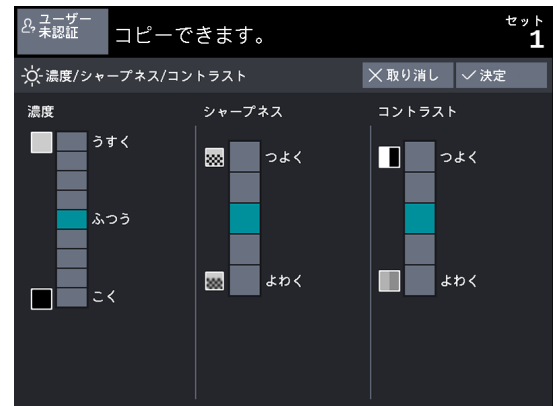 ユーザー
未認証
コピーできます。
セット
1
濃度/シャープネス/コントラスト
取り消し
決定
濃度
シャープネス
コントラスト
うすく
つよく
つよく
ふつう
よわく
よわく
こく